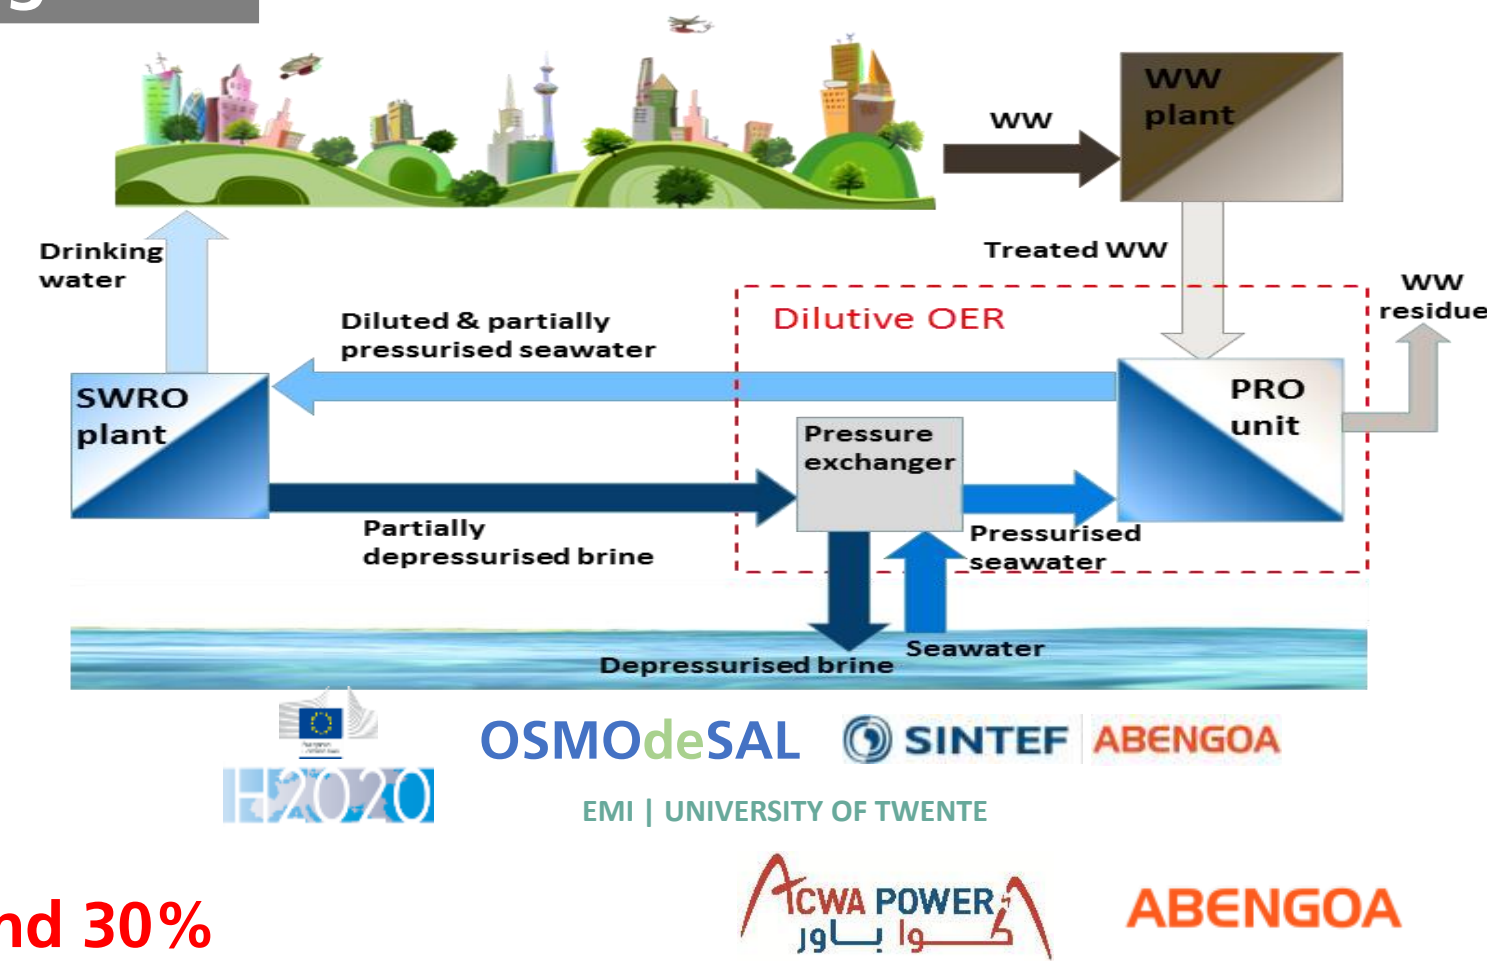 g
WW
WW
plant
Drinking
water
Treated WW
WW
residue
Diluted & partially
pressurised seawater
Dilutive OER
SWRO
plant
PRO
unit
Pressure
exchanger
Partially
depressurised brine
Pressurised
seawater
Seawater
Depressurised brine
OSMOdeSAL
SINTEF
ABENGOA
H2020
EMI | UNIVERSITY OF TWENTE
ACWA POWER
أكوا باور
ABENGOA
nd 30%